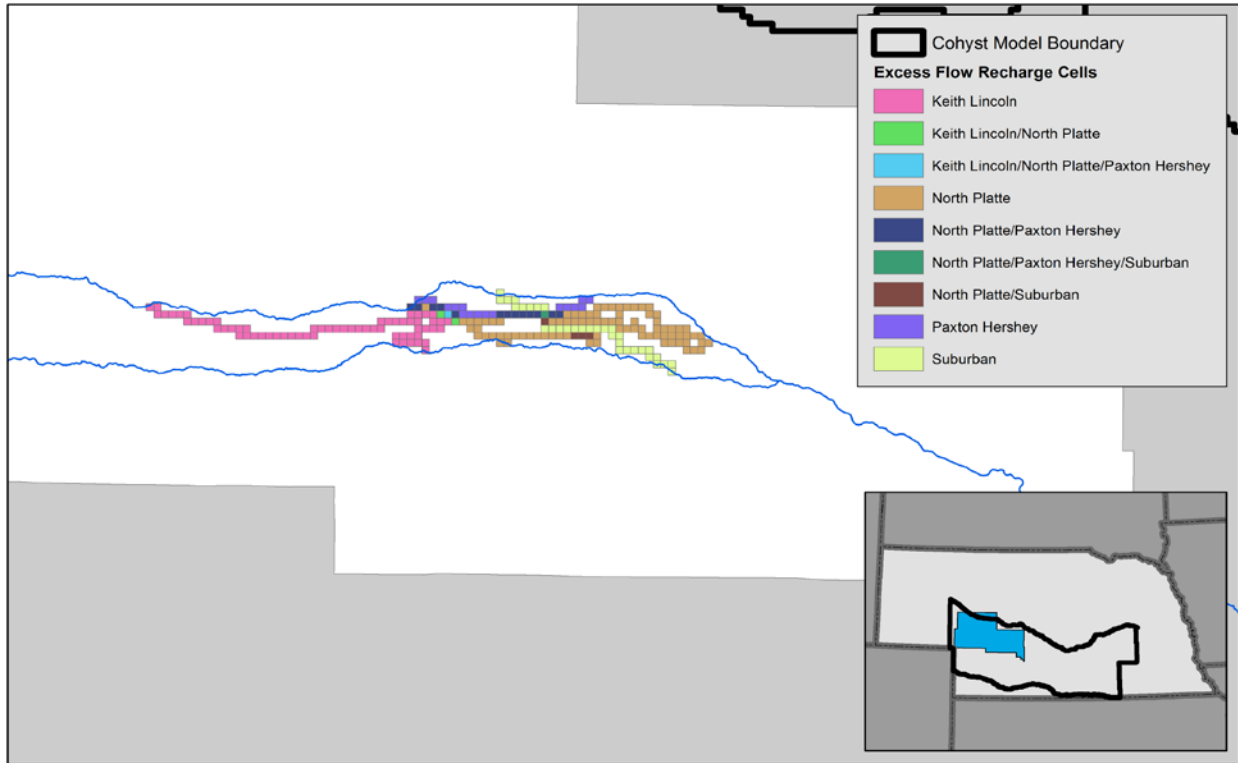 Cohyst Model Boundary
Excess Flow Recharge Cells
Keith Lincoln
Keith Lincoln/North Platte
Keith Lincoln/North Platte/Paxton Hershey
North Platte
North Platte/Paxton Hershey
North Platte/Paxton Hershey/Suburban
North Platte/Suburban
Paxton Hershey
Suburban